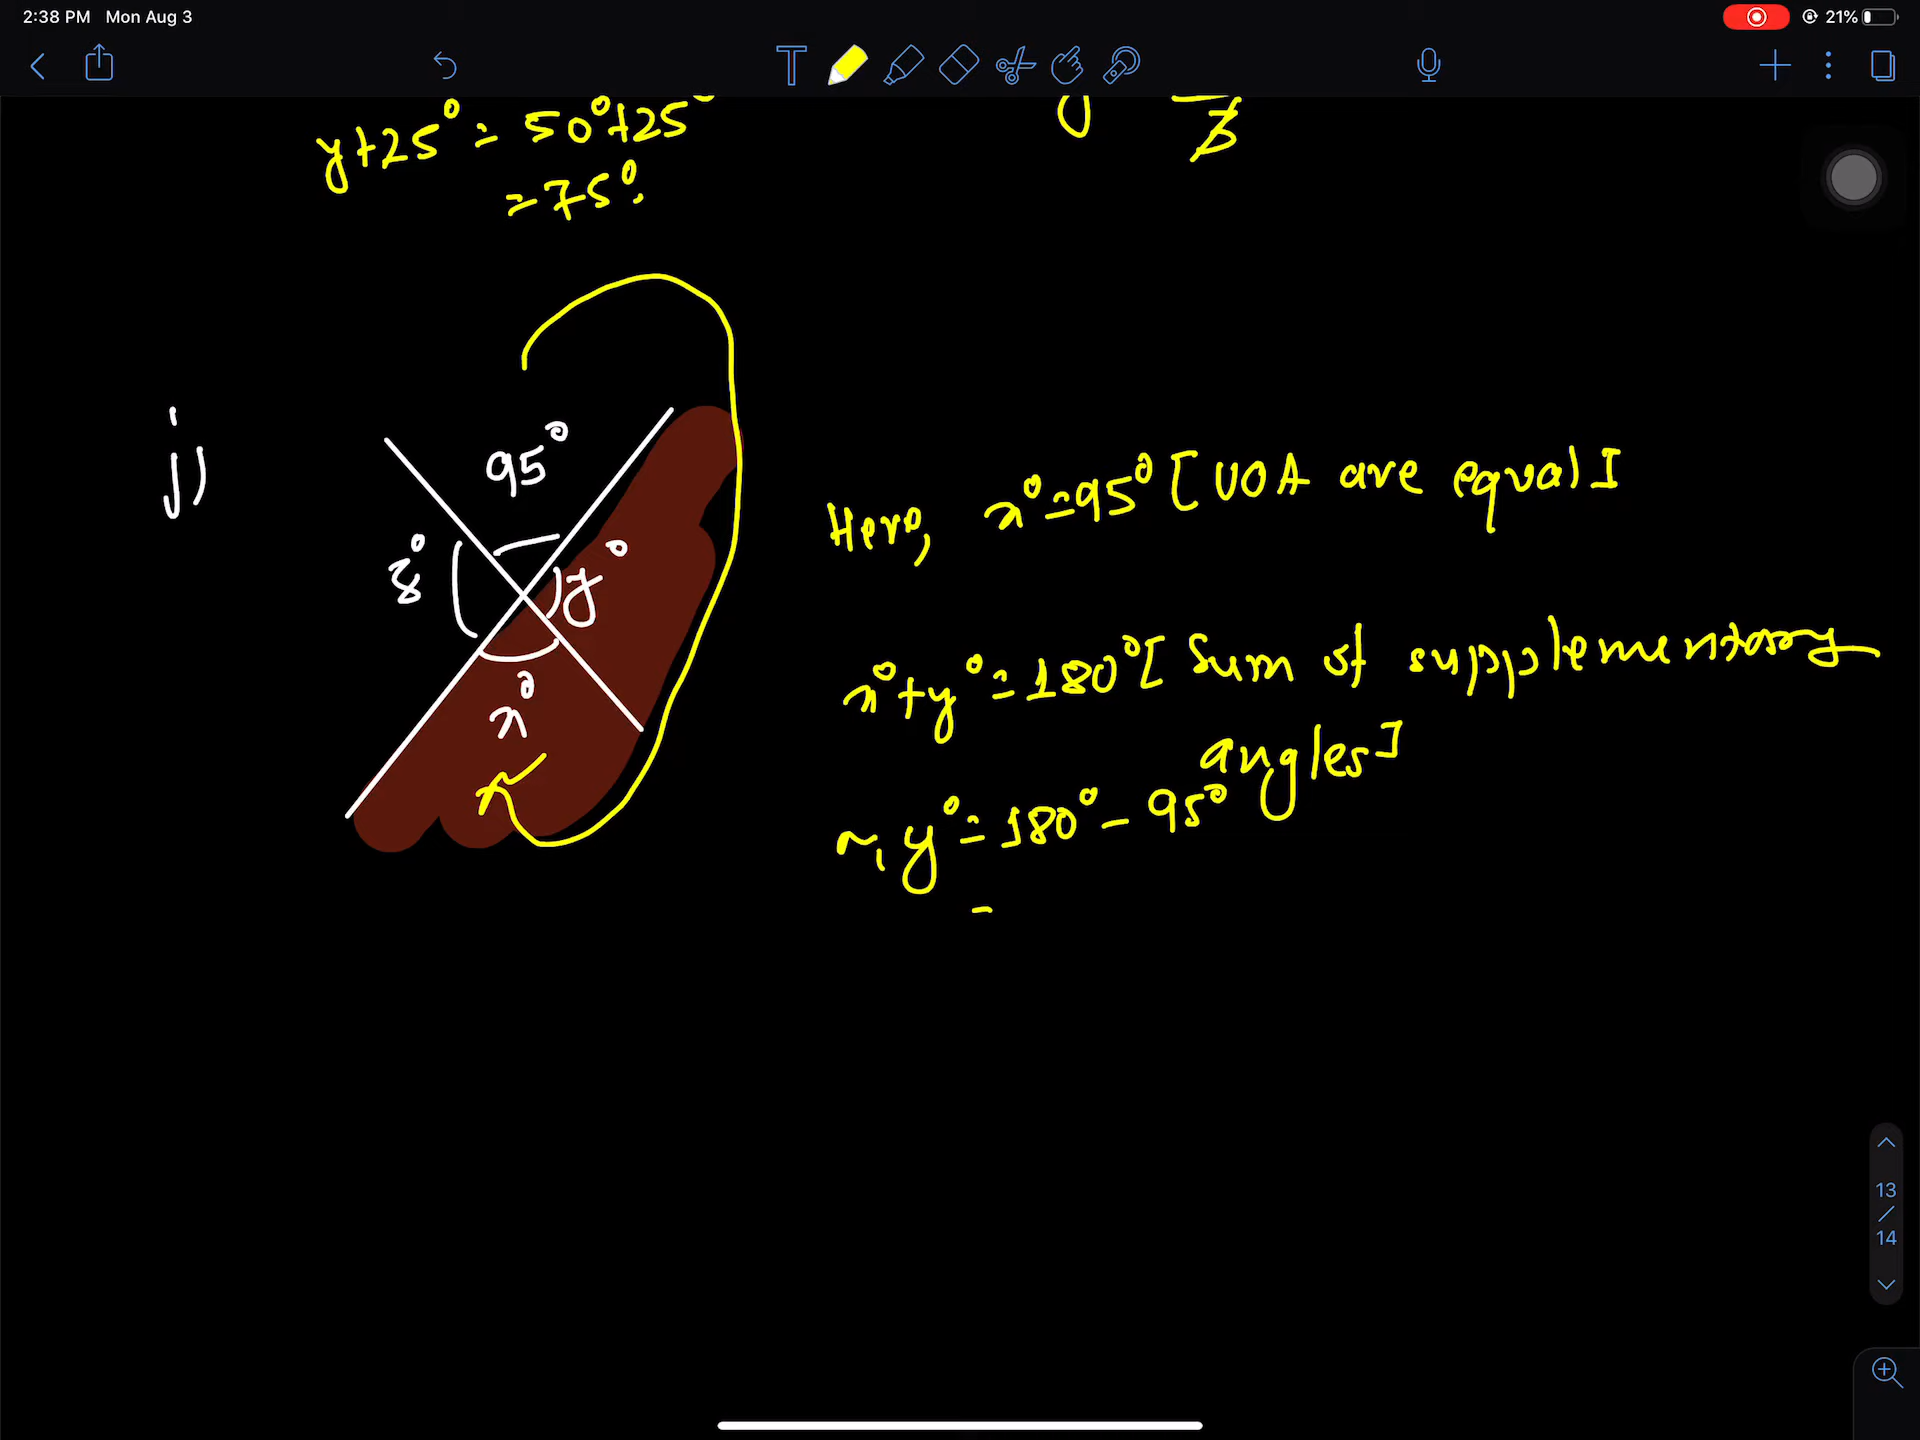 2:38 PM Mon Aug 3
21%
y+25°= 50°+25°
=75°.
j)
95°
y°
x°
Here, x°=95° [VOA are equal]
x°+y°=180° [Sum of supplementary
angles]
y°=180°-95°
-
13
/
14